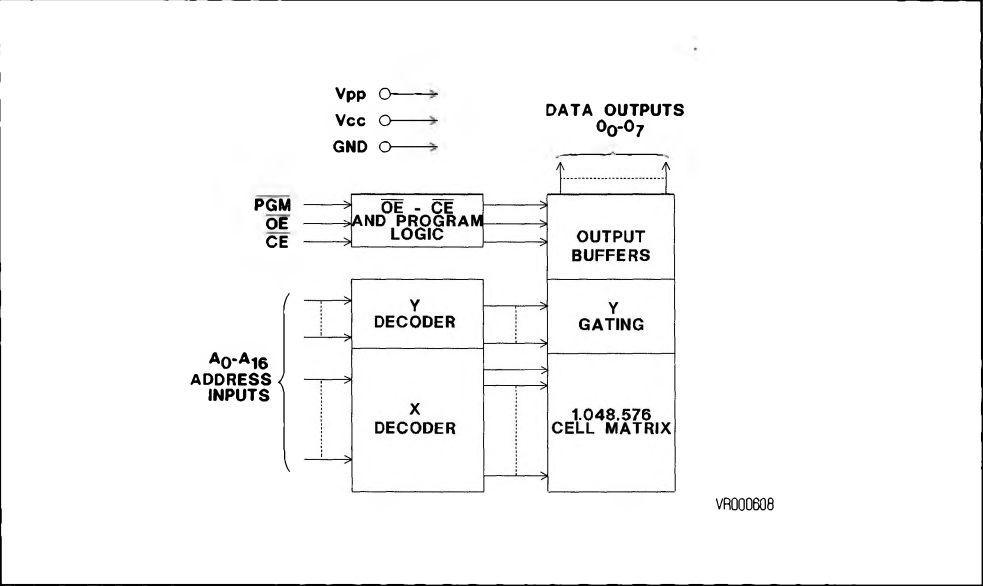 Vpp
Vcc
GND
DATA OUTPUTS
O0-O7
PGM
OE
CE
OE - CE
AND PROGRAM
LOGIC
OUTPUT
BUFFERS
Y
DECODER
Y
GATING
A0-A16
ADDRESS
INPUTS
X
DECODER
1.048.576
CELL MATRIX
VR000608